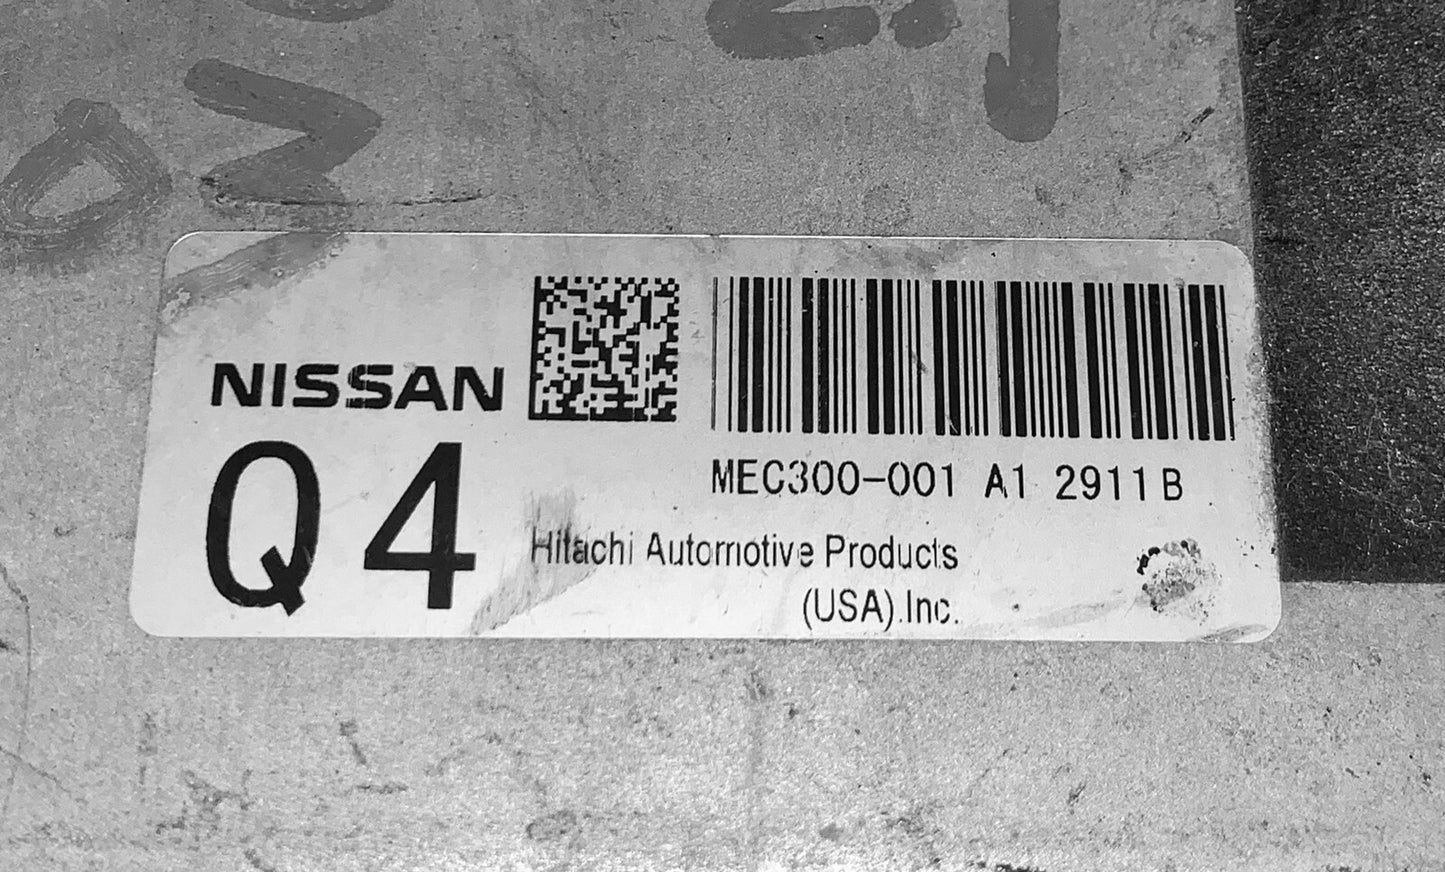 NISSAN
Q4
MEC300-001 A1 2911 B
Hitachi Automotive Products
(USA).Inc.